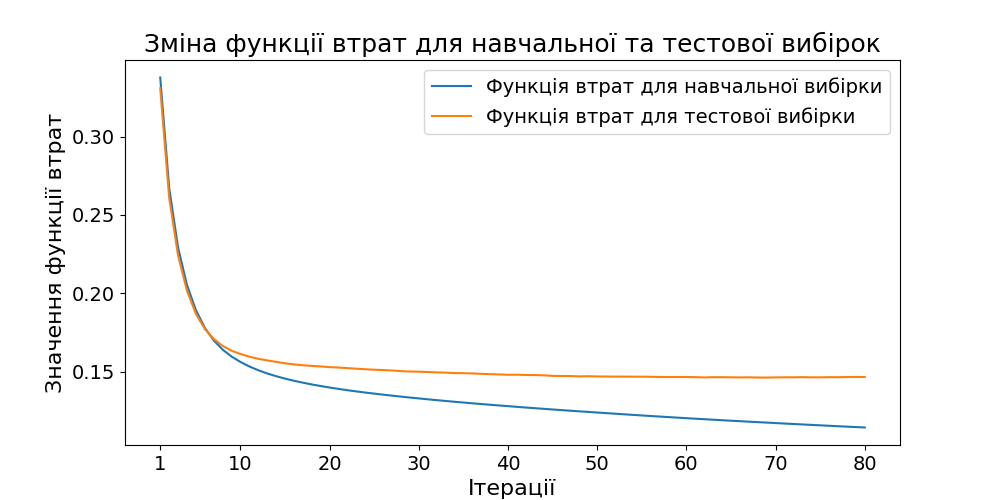 Зміна функції втрат для навчальної та тестової вибірок
Функція втрат для навчальної вибірки
Функція втрат для тестової вибірки
Значення функції втрат
0.30
0.25
0.20
0.15
1 10 20 30 40 50 60 70 80
Ітерації